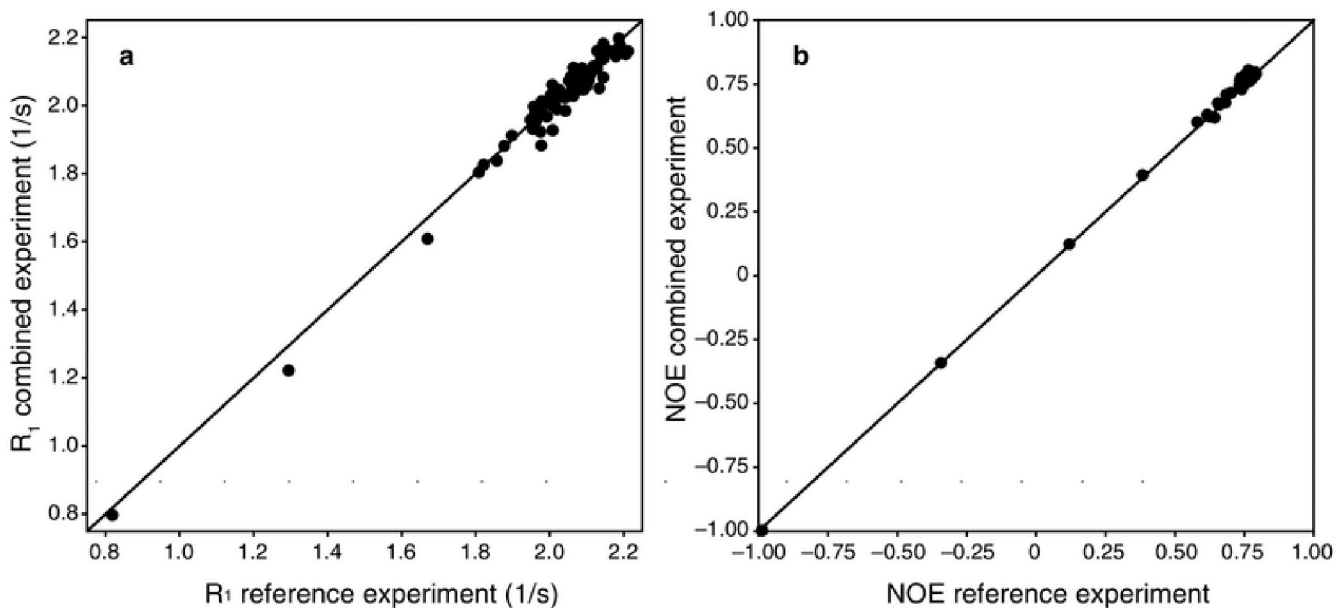 a
R₁ combined experiment (1/s)
2.2
2.0
1.8
1.6
1.4
1.2
1.0
0.8
0.8 1.0 1.2 1.4 1.6 1.8 2.0 2.2
R₁ reference experiment (1/s)
b
NOE combined experiment
1.00
0.75
0.50
0.25
0
−0.25
−0.50
−0.75
−1.00
−1.00 −0.75 −0.50 −0.25 0 0.25 0.50 0.75 1.00
NOE reference experiment